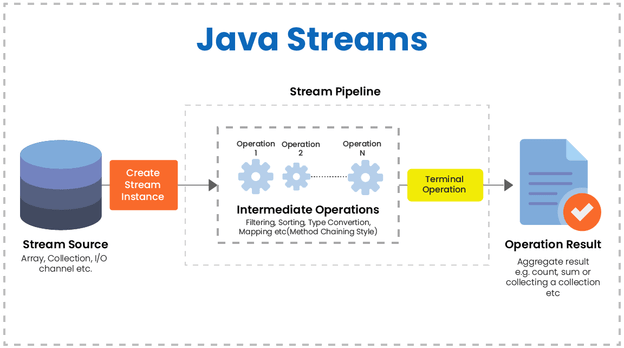 Java Streams
Stream Pipeline
Operation
1
Operation
2
Operation
N
Create
Stream
Instance
Terminal
Operation
Intermediate Operations
Filtering, Sorting, Type Convertion,
Mapping etc(Method Chaining Style)
Stream Source
Array, Collection, I/O
channel etc.
Operation Result
Aggregate result
e.g. count, sum or
collecting a collection
etc